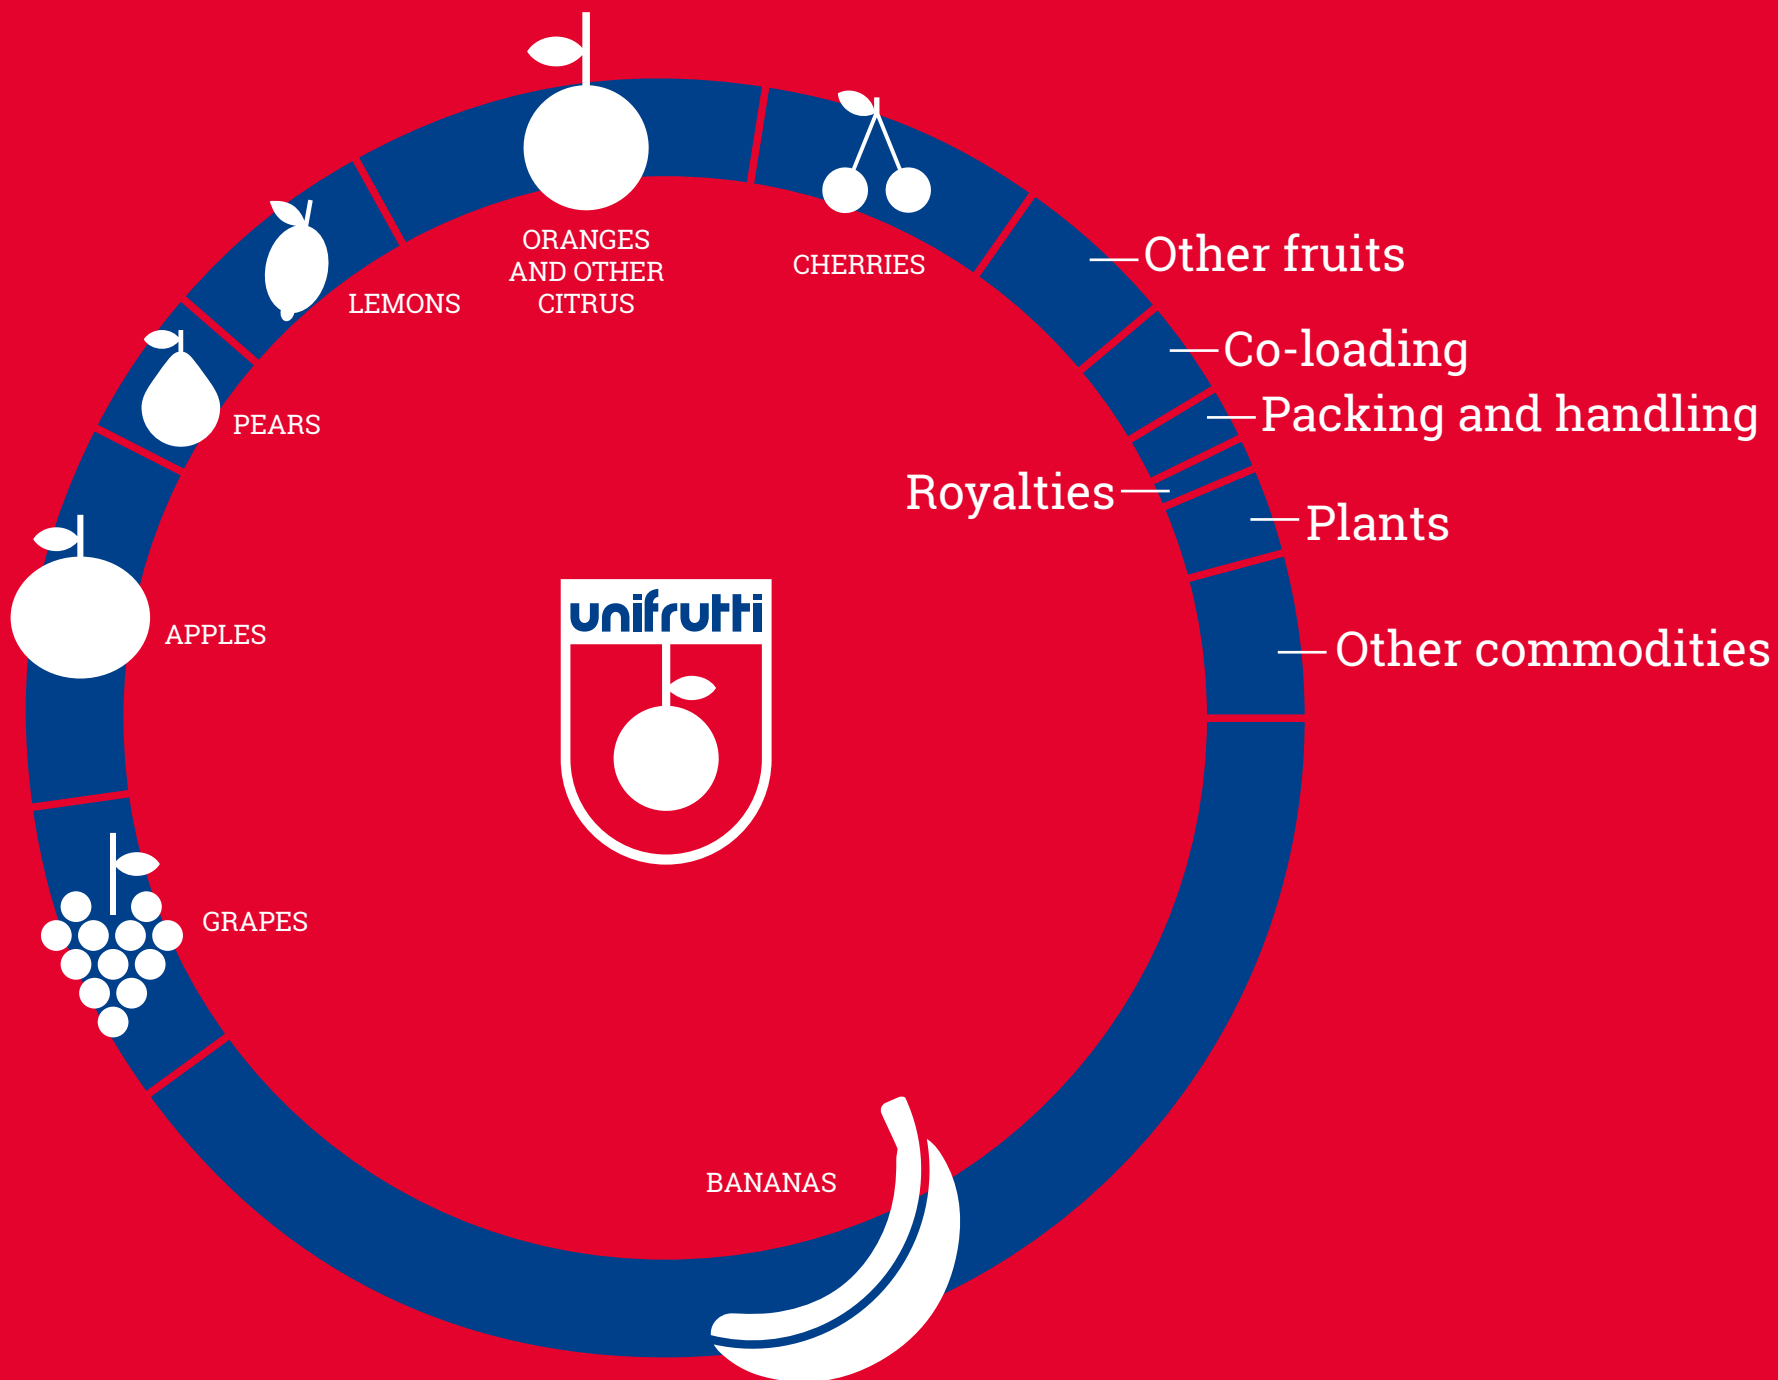 ORANGES
AND OTHER
CITRUS
CHERRIES
Other fruits
LEMONS
Co-loading
PEARS
Packing and handling
Royalties
Plants
unifrutti
APPLES
Other commodities
GRAPES
BANANAS